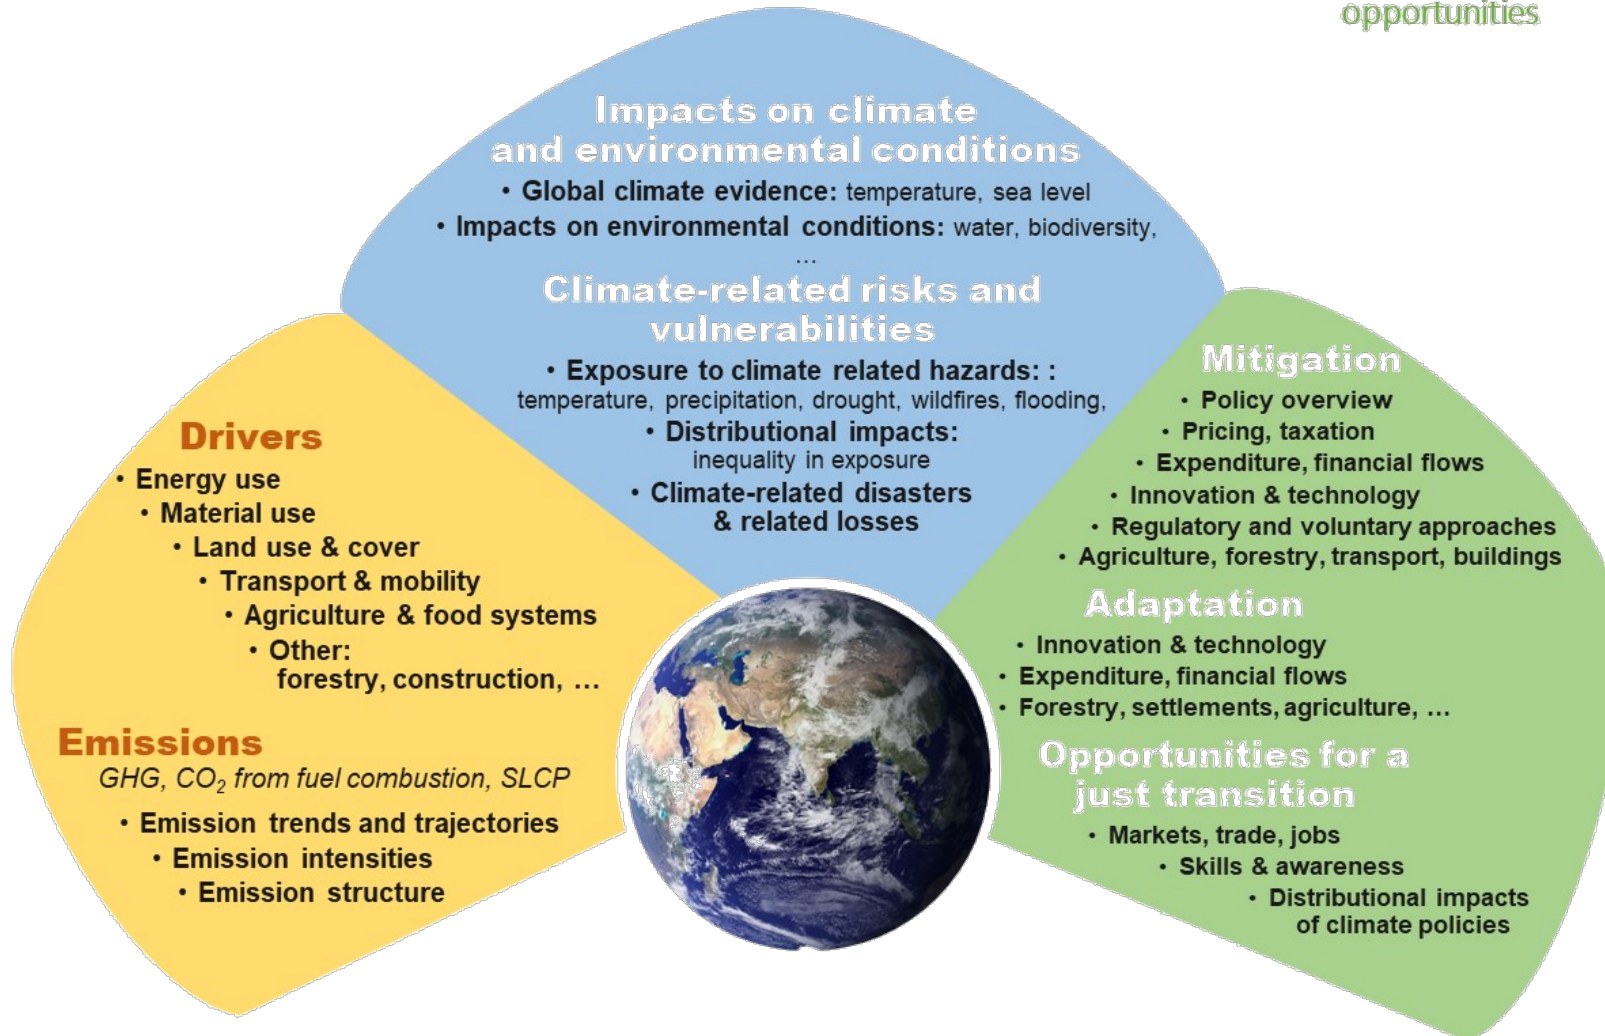 opportunities
Impacts on climate
and environmental conditions
• Global climate evidence: temperature, sea level
• Impacts on environmental conditions: water, biodiversity,
...
Climate-related risks and
vulnerabilities
• Exposure to climate related hazards: :
temperature, precipitation, drought, wildfires, flooding,
• Distributional impacts:
inequality in exposure
• Climate-related disasters
& related losses
Drivers
• Energy use
• Material use
• Land use & cover
• Transport & mobility
• Agriculture & food systems
• Other:
forestry, construction, ...
Emissions
GHG, CO₂ from fuel combustion, SLCP
• Emission trends and trajectories
• Emission intensities
• Emission structure
Mitigation
• Policy overview
• Pricing, taxation
• Expenditure, financial flows
• Innovation & technology
• Regulatory and voluntary approaches
• Agriculture, forestry, transport, buildings
Adaptation
• Innovation & technology
• Expenditure, financial flows
• Forestry, settlements, agriculture, ...
Opportunities for a
just transition
• Markets, trade, jobs
• Skills & awareness
• Distributional impacts
of climate policies